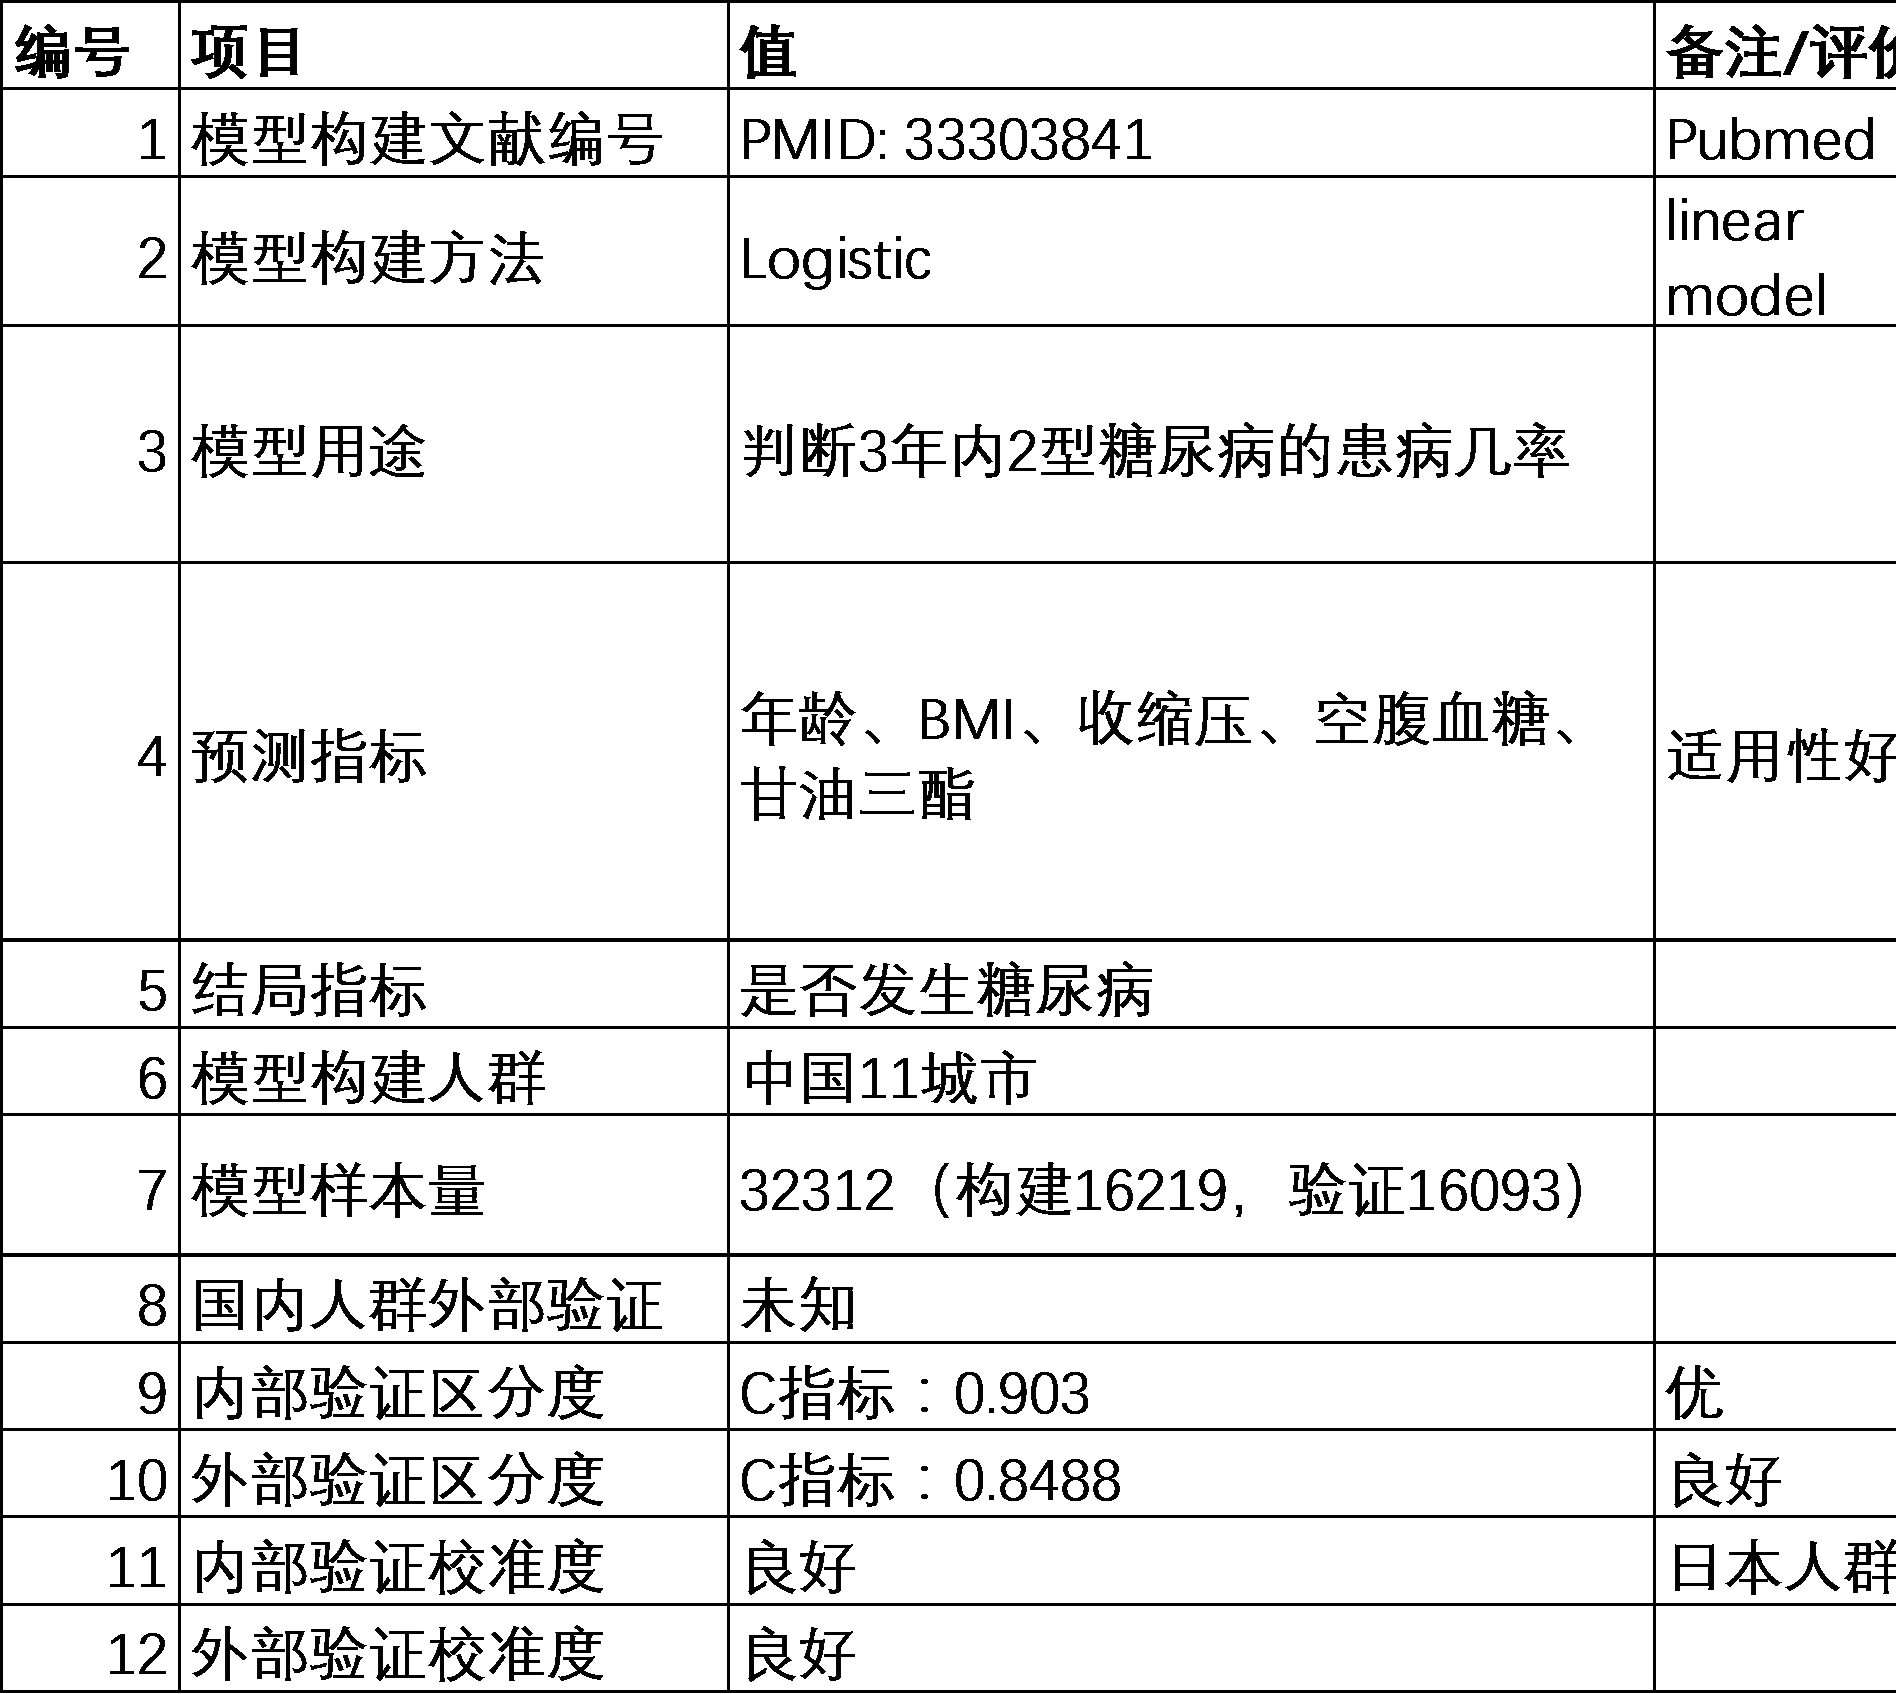 编号 项目 值 备注/评价
1 模型构建文献编号 PMID: 33303841 Pubmed
2 模型构建方法 Logistic linear
model
3 模型用途 判断3年内2型糖尿病的患病几率
4 预测指标 年龄、BMI、收缩压、空腹血糖、 适用性好
甘油三酯
5 结局指标 是否发生糖尿病
6 模型构建人群 中国11城市
7 模型样本量 32312（构建16219，验证16093）
8 国内人群外部验证 未知
9 内部验证区分度 C指标：0.903 优
10 外部验证区分度 C指标：0.8488 良好
11 内部验证校准度 良好 日本人群
12 外部验证校准度 良好